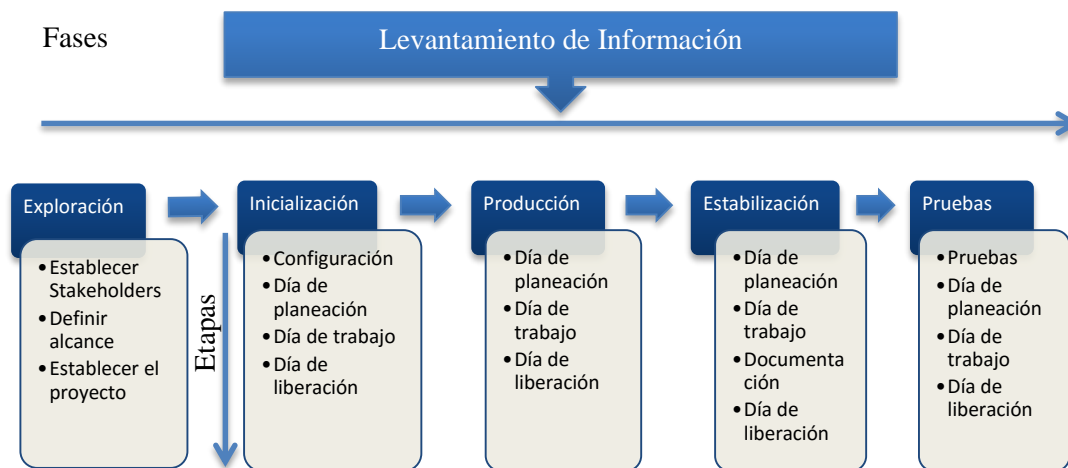 Fases
Levantamiento de Información
Exploración
• Establecer
Stakeholders
• Definir
alcance
• Establecer el
proyecto
Etapas
Inicialización
• Configuración
• Día de
planeación
• Día de trabajo
• Día de
liberación
Producción
• Día de
planeación
• Día de
trabajo
• Día de
liberación
Estabilización
• Día de
planeación
• Día de
trabajo
• Documenta
ción
• Día de
liberación
Pruebas
• Pruebas
• Día de
planeación
• Día de
trabajo
• Día de
liberación